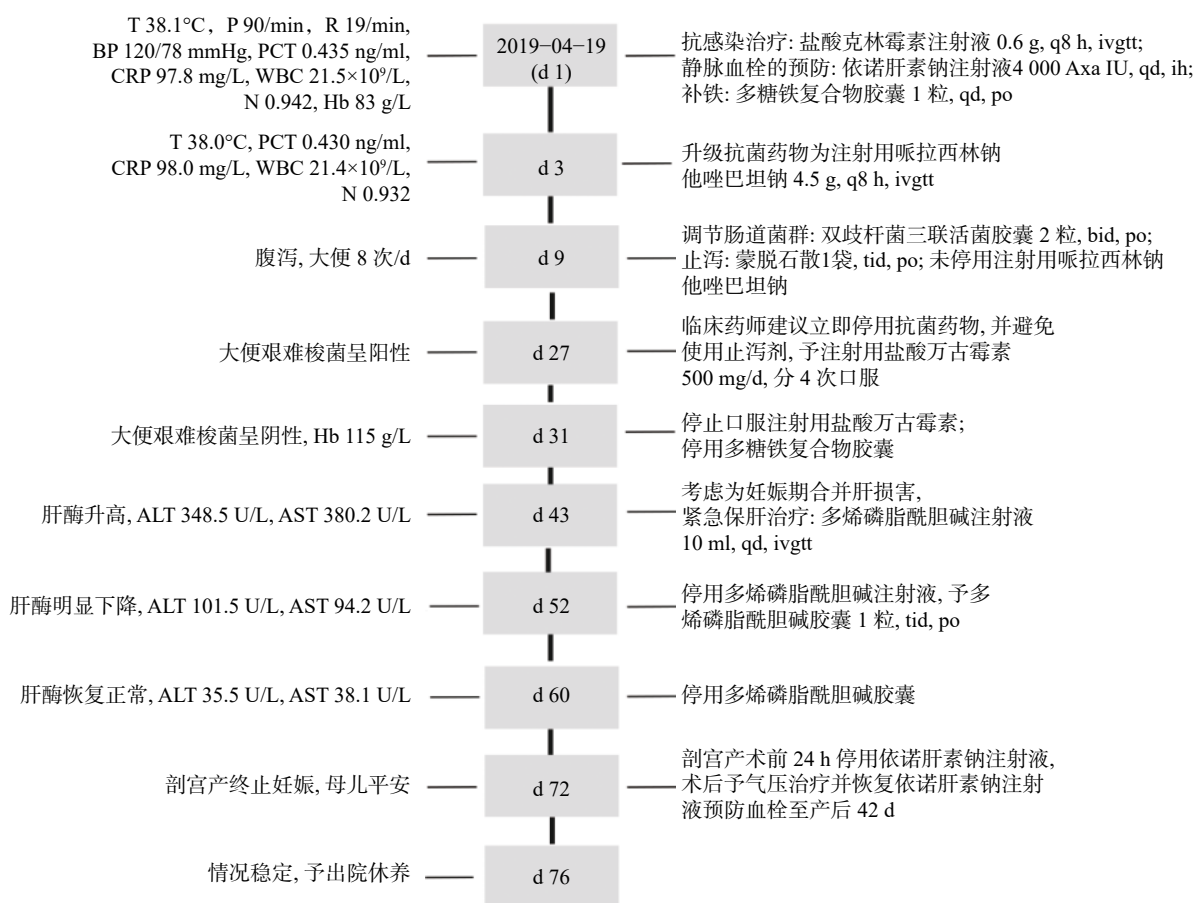 T 38.1°C, P 90/min, R 19/min,
BP 120/78 mmHg, PCT 0.435 ng/ml,
CRP 97.8 mg/L, WBC 21.5×10⁹/L,
N 0.942, Hb 83 g/L
2019−04−19
(d 1)
抗感染治疗: 盐酸克林霉素注射液 0.6 g, q8 h, ivgtt;
静脉血栓的预防: 依诺肝素钠注射液4 000 Axa IU, qd, ih;
补铁: 多糖铁复合物胶囊 1 粒, qd, po
T 38.0°C, PCT 0.430 ng/ml,
CRP 98.0 mg/L, WBC 21.4×10⁹/L,
N 0.932
d 3
升级抗菌药物为注射用哌拉西林钠
他唑巴坦钠 4.5 g, q8 h, ivgtt
腹泻, 大便 8 次/d
d 9
调节肠道菌群: 双歧杆菌三联活菌胶囊 2 粒, bid, po;
止泻: 蒙脱石散1袋, tid, po; 未停用注射用哌拉西林钠
他唑巴坦钠
大便艰难梭菌呈阳性
d 27
临床药师建议立即停用抗菌药物, 并避免
使用止泻剂, 予注射用盐酸万古霉素
500 mg/d, 分 4 次口服
大便艰难梭菌呈阴性, Hb 115 g/L
d 31
停止口服注射用盐酸万古霉素;
停用多糖铁复合物胶囊
肝酶升高, ALT 348.5 U/L, AST 380.2 U/L
d 43
考虑为妊娠期合并肝损害,
紧急保肝治疗: 多烯磷脂酰胆碱注射液
10 ml, qd, ivgtt
肝酶明显下降, ALT 101.5 U/L, AST 94.2 U/L
d 52
停用多烯磷脂酰胆碱注射液, 予多
烯磷脂酰胆碱胶囊 1 粒, tid, po
肝酶恢复正常, ALT 35.5 U/L, AST 38.1 U/L
d 60
停用多烯磷脂酰胆碱胶囊
剖宫产终止妊娠, 母儿平安
d 72
剖宫产术前 24 h 停用依诺肝素钠注射液,
术后予气压治疗并恢复依诺肝素钠注射
液预防血栓至产后 42 d
情况稳定, 予出院休养
d 76